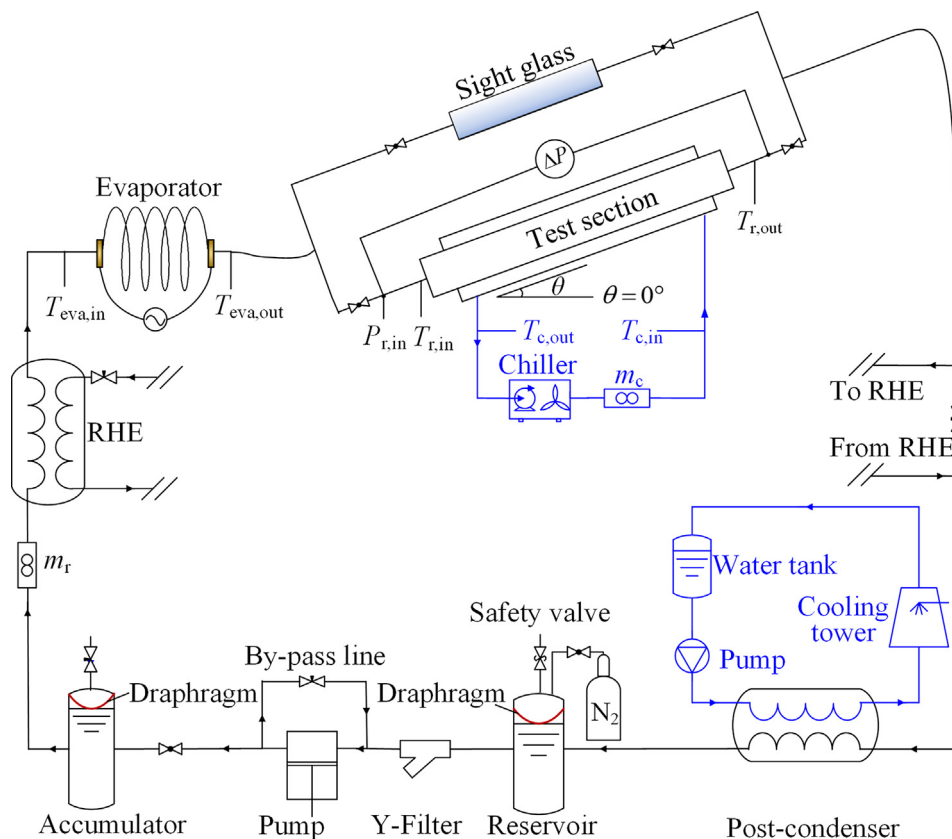 Sight glass
ΔP
Evaporator
Test section
T_r,out
θ
θ=0°
T_eva,in
T_eva,out
P_r,in
T_r,in
T_c,out
T_c,in
Chiller
m_c
To RHE
RHE
From RHE
m_r
Water tank
Safety valve
Cooling
tower
By-pass line
Pump
Draphragm
Draphragm
N₂
Accumulator
Pump
Y-Filter
Reservoir
Post-condenser